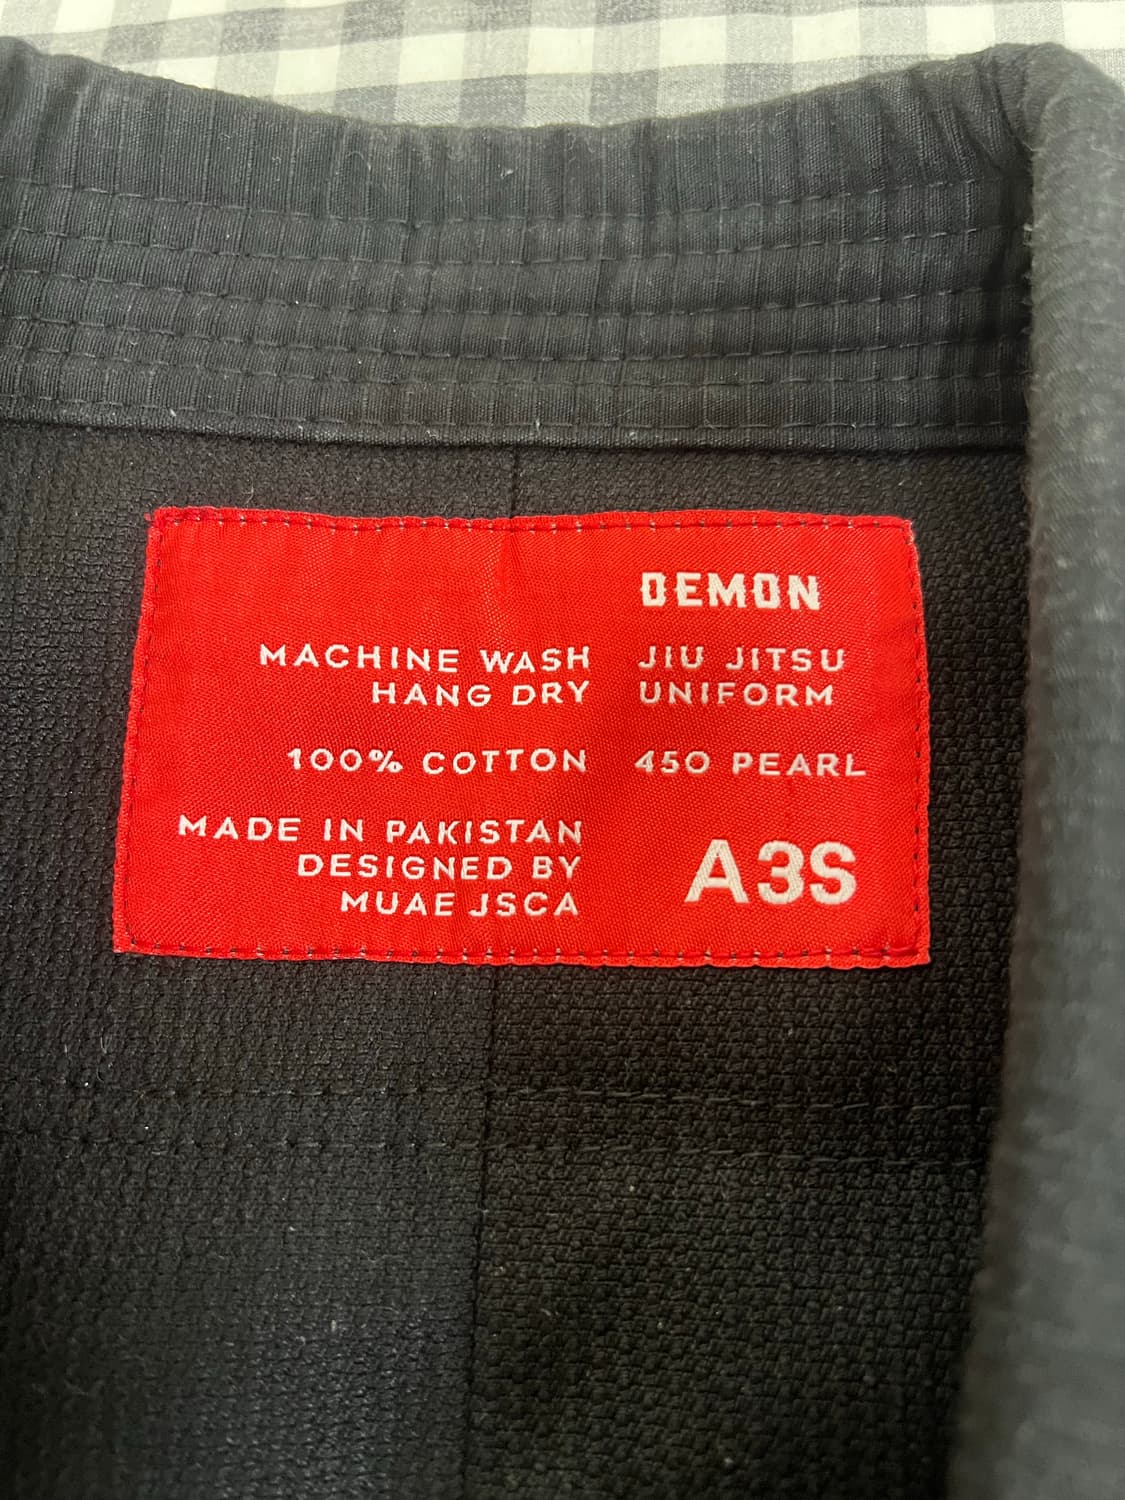 DEMON
MACHINE WASH
HANG DRY
JIU JITSU
UNIFORM
100% COTTON
450 PEARL
MADE IN PAKISTAN
DESIGNED BY
MUAE JSCA
A3S